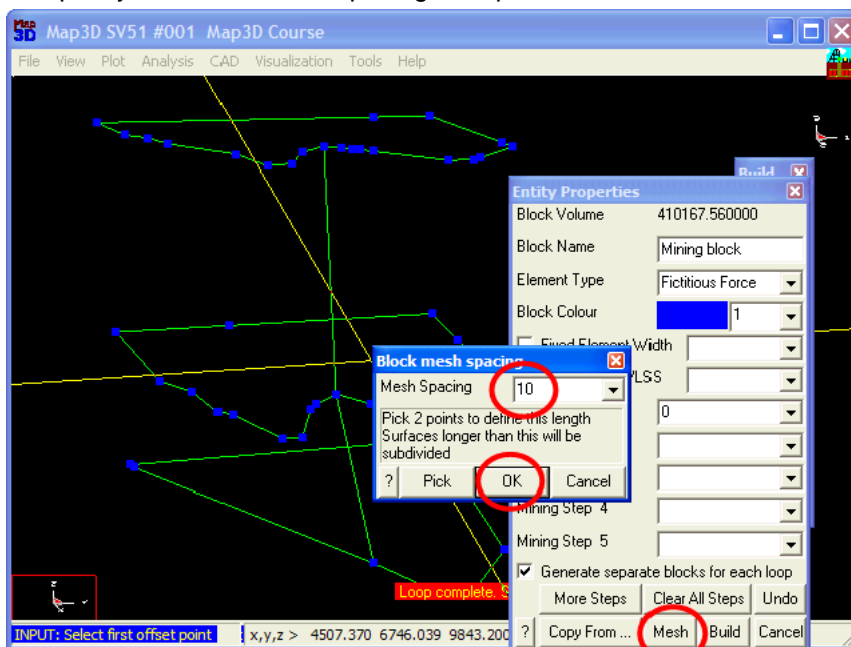 Map3D SV51 #001 Map3D Course
File View Plot Analysis CAD Visualization Tools Help
Build
Entity Properties
Block Volume 410167.560000
Block Name Mining block
Element Type Fictitious Force
Block Colour 1
Fixed Element Width
Block mesh spacing
Mesh Spacing 10
0
Pick 2 points to define this length
Surfaces longer than this will be
subdivided
? Pick OK Cancel
Mining Step 4
Mining Step 5
Generate separate blocks for each loop
Loop complete.
More Steps Clear All Steps Undo
? Copy From ... Mesh Build Cancel
INPUT: Select first offset point x,y,z > 4507.370 6746.039 9843.200